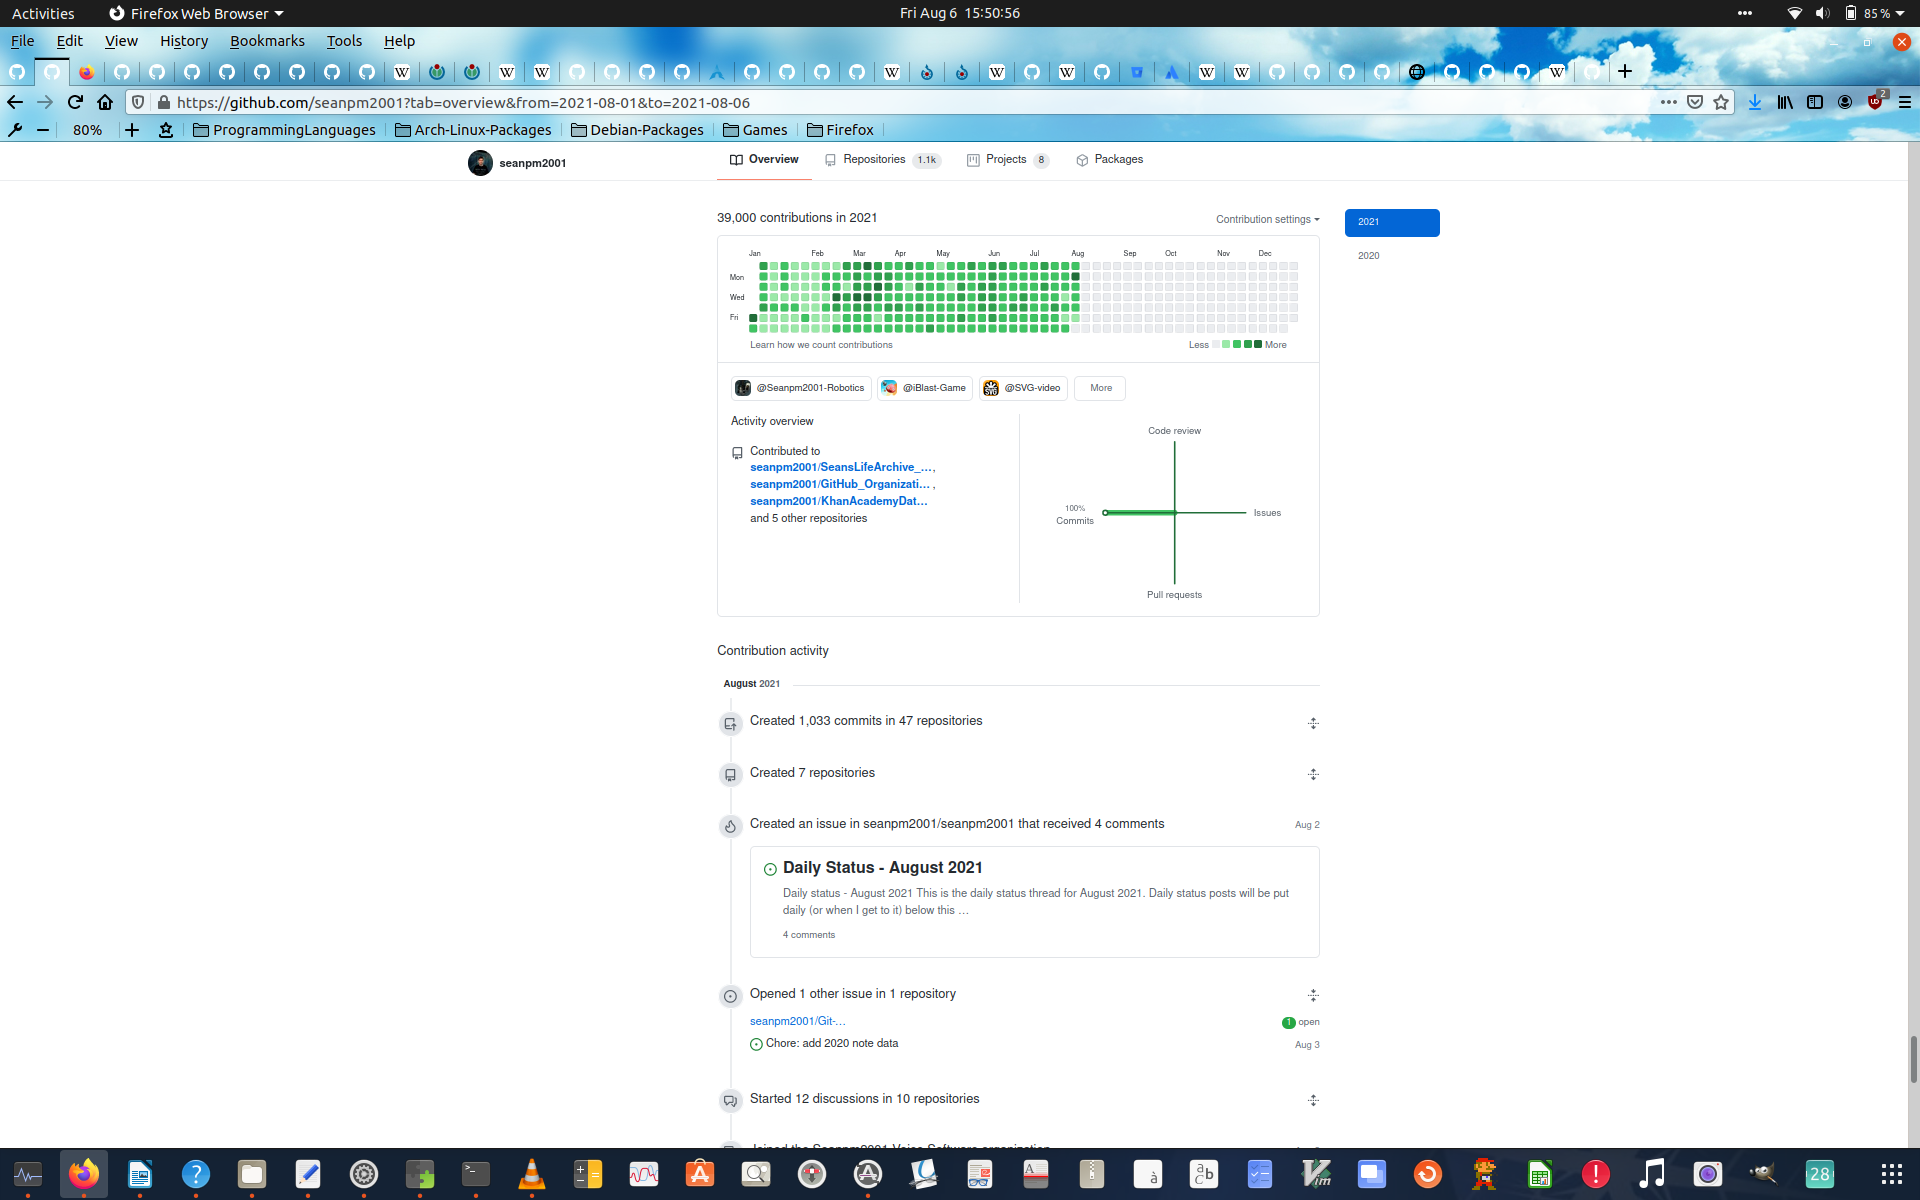 Activities
Firefox Web Browser
Fri Aug 6 15:50:56
85 %
File Edit View History Bookmarks Tools Help
https://github.com/seanpm2001?tab=overview&from=2021-08-01&to=2021-08-06
2
80%
ProgrammingLanguages
Arch-Linux-Packages
Debian-Packages
Games
Firefox
seanpm2001
Overview
Repositories 1.1k
Projects 8
Packages
39,000 contributions in 2021
Contribution settings
2021
2020
Jan Feb Mar Apr May Jun Jul Aug Sep Oct Nov Dec
Mon
Wed
Fri
Learn how we count contributions
Less
More
@Seanpm2001-Robotics
@iBlast-Game
@SVG-video
More
Activity overview
Contributed to
seanpm2001/SeansLifeArchive_…,
seanpm2001/GitHub_Organizati… ,
seanpm2001/KhanAcademyDat…
and 5 other repositories
Code review
100%
Commits
Issues
Pull requests
Contribution activity
August 2021
Created 1,033 commits in 47 repositories
Created 7 repositories
Created an issue in seanpm2001/seanpm2001 that received 4 comments
Aug 2
Daily Status - August 2021
Daily status - August 2021 This is the daily status thread for August 2021. Daily status posts will be put
daily (or when I get to it) below this …
4 comments
Opened 1 other issue in 1 repository
seanpm2001/Git-…
1 open
Chore: add 2020 note data
Aug 3
Started 12 discussions in 10 repositories
Joined the Seanpm2001 Voice Software organization
28